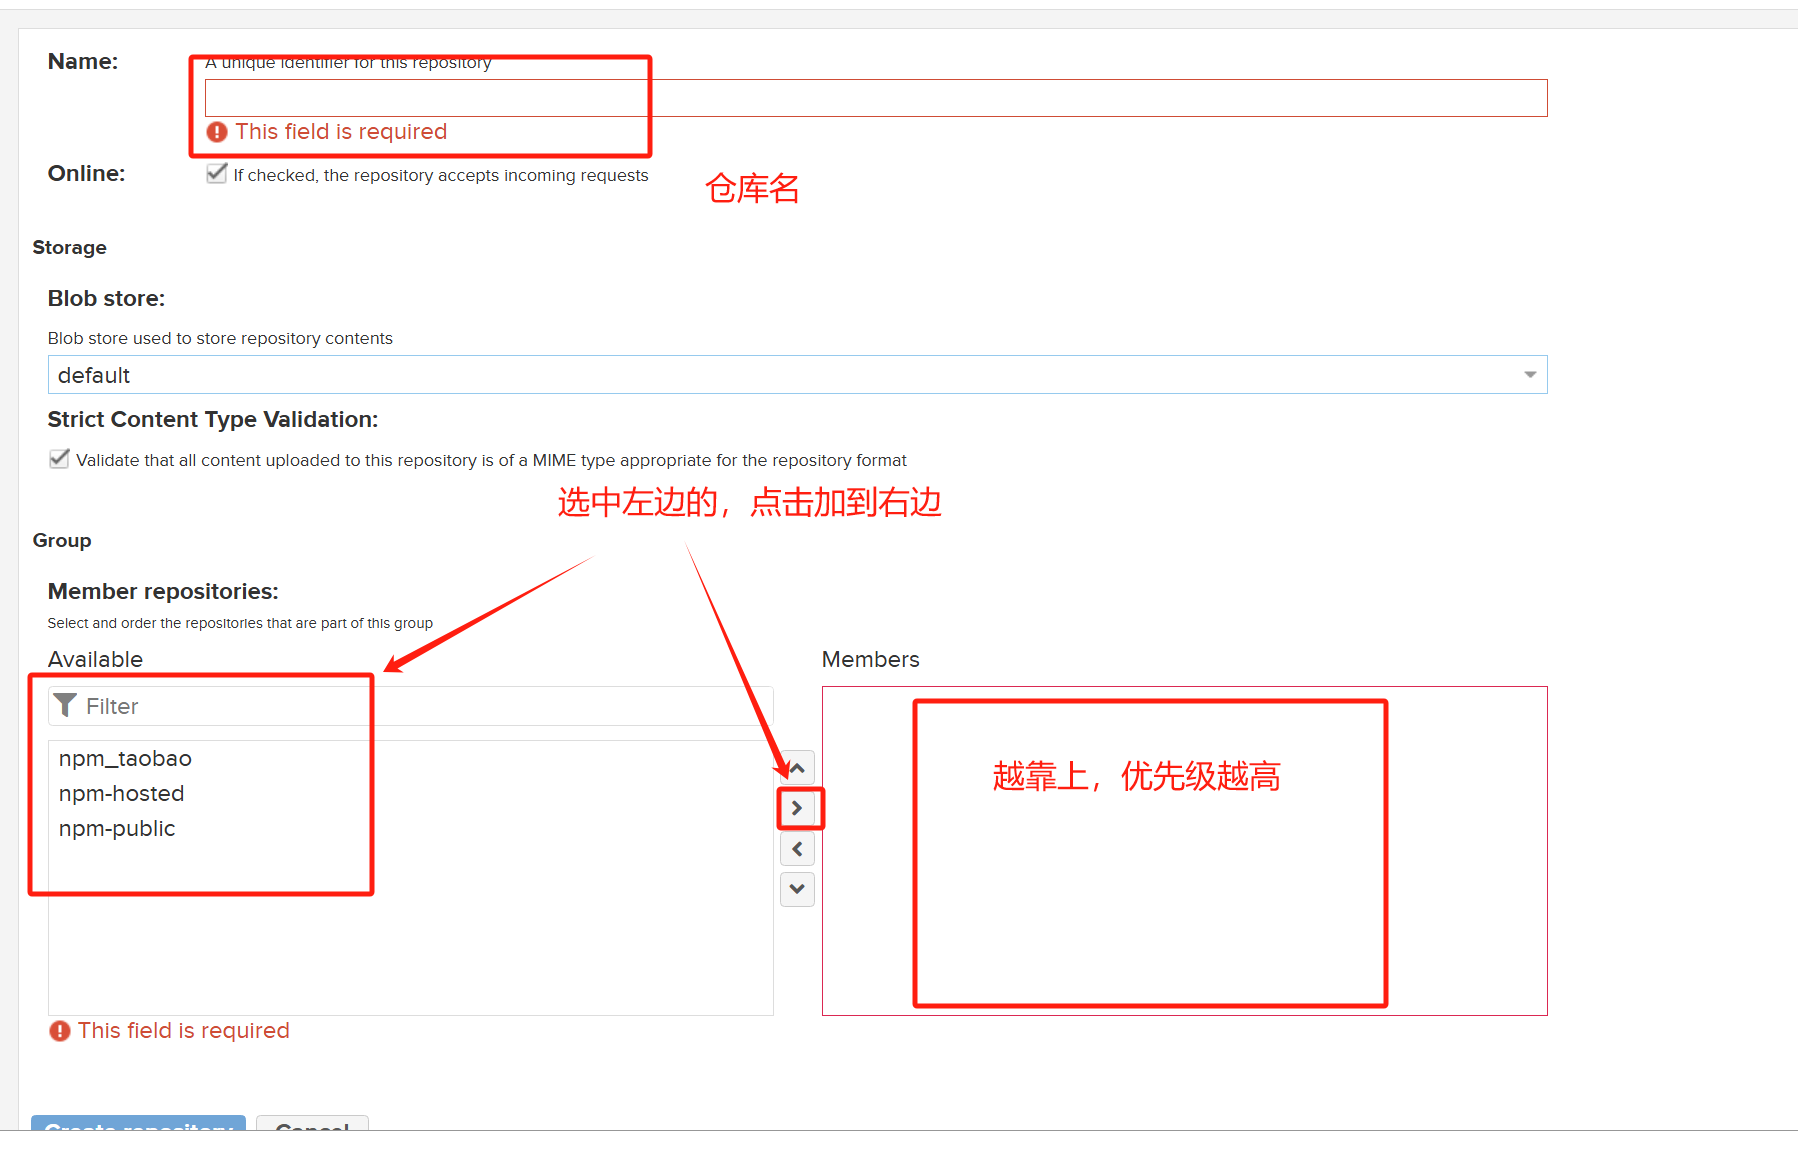 Name:
A unique identifier for this repository
This field is required
Online:
If checked, the repository accepts incoming requests
仓库名
Storage
Blob store:
Blob store used to store repository contents
default
Strict Content Type Validation:
Validate that all content uploaded to this repository is of a MIME type appropriate for the repository format
选中左边的，点击加到右边
Group
Member repositories:
Select and order the repositories that are part of this group
Available
Members
Filter
npm_taobao
npm-hosted
npm-public
越靠上，优先级越高
This field is required
Create repository
Cancel